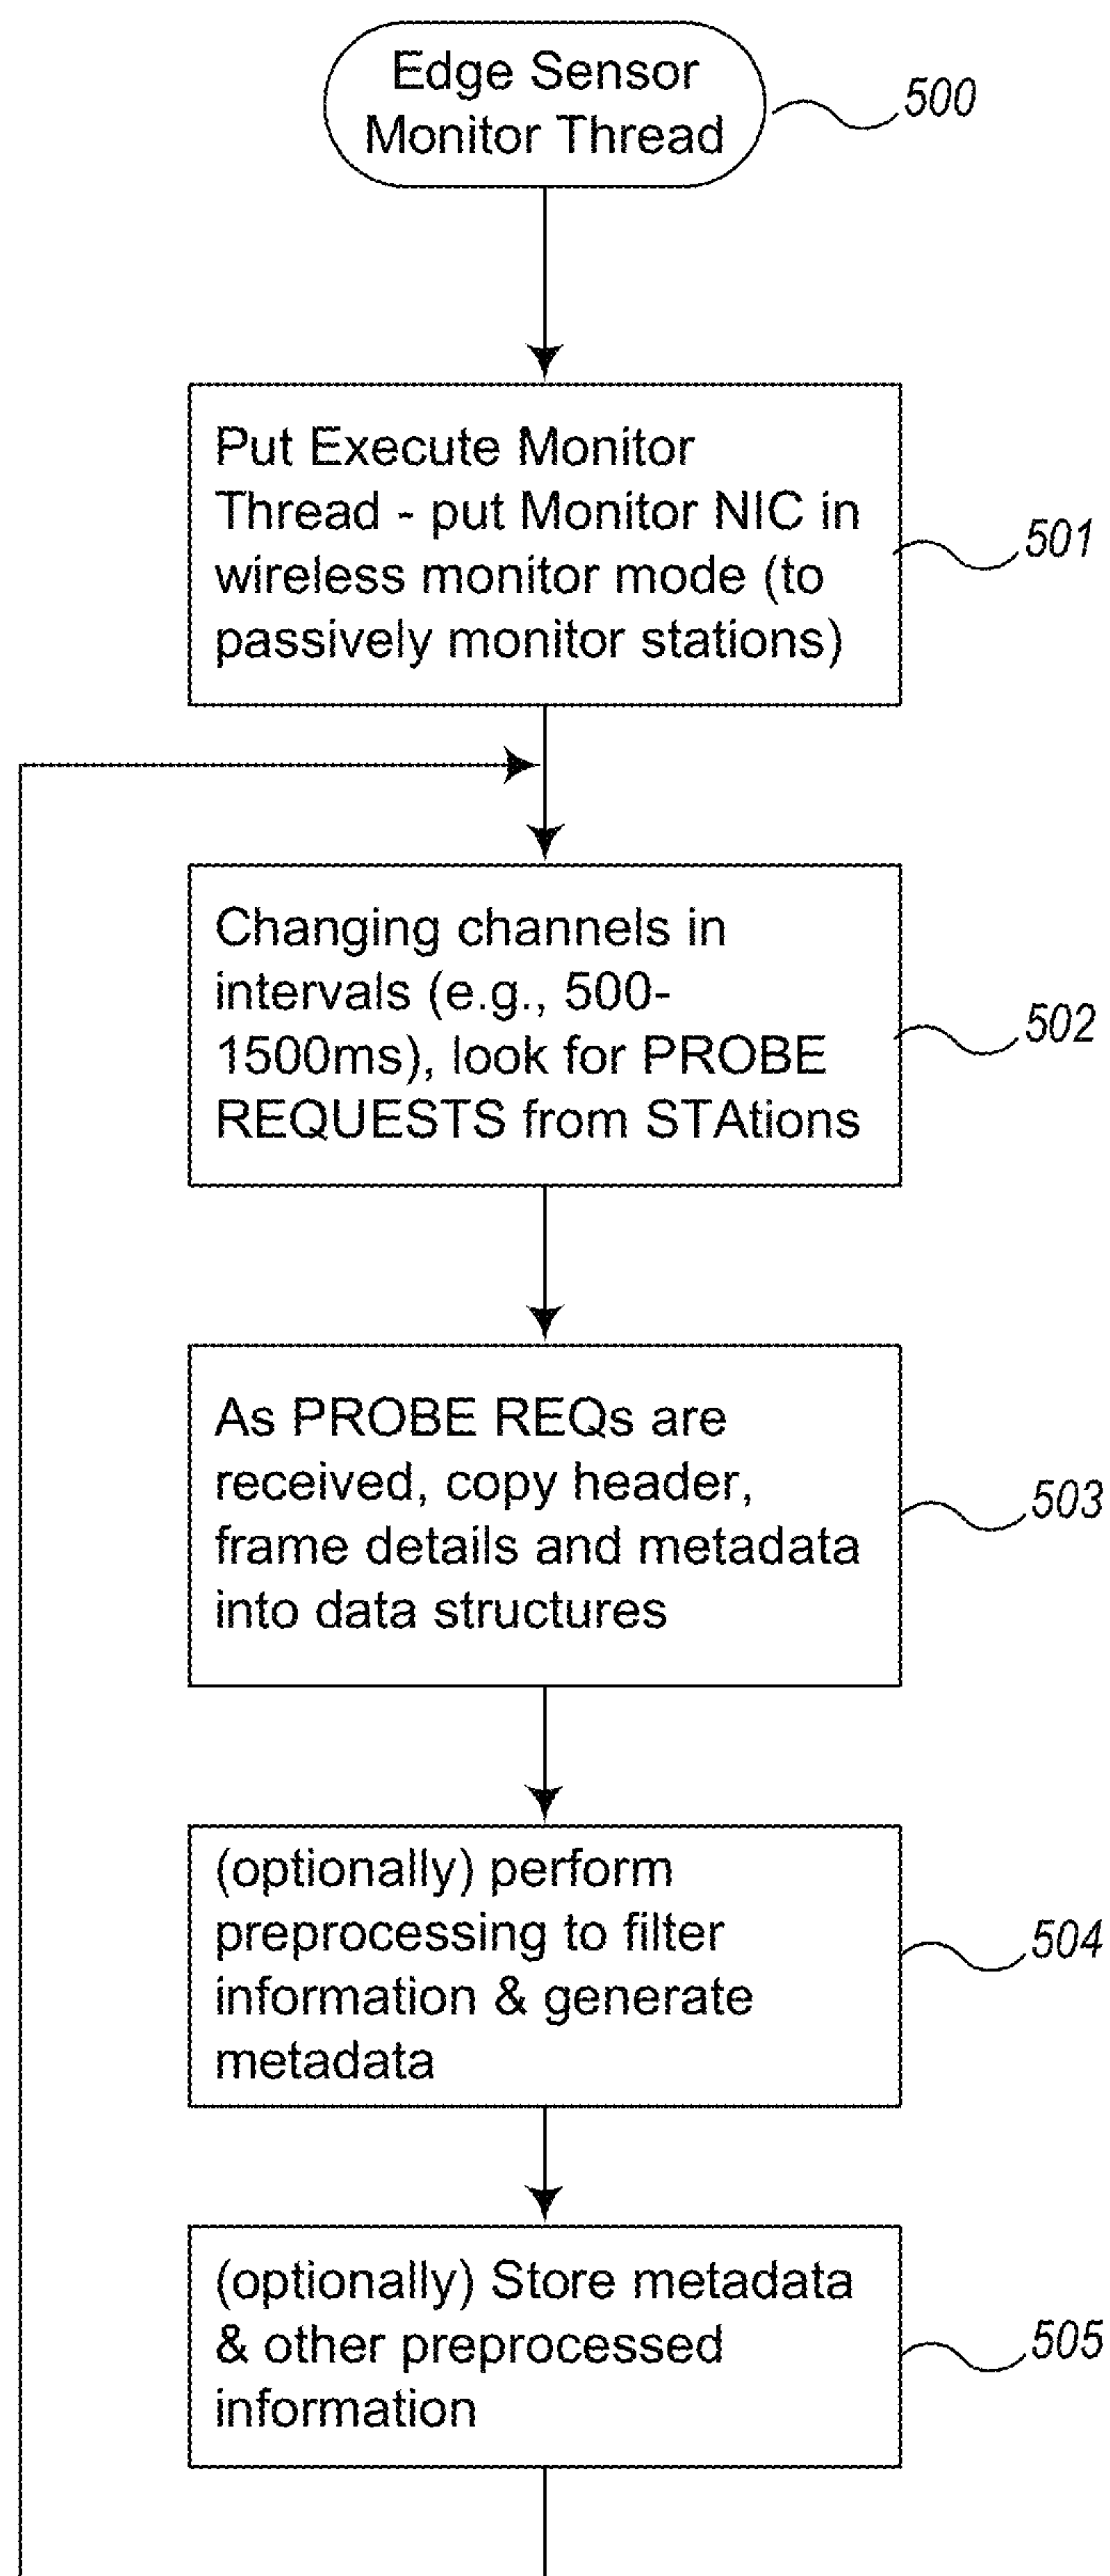 Edge Sensor
Monitor Thread
500
Put Execute Monitor
Thread - put Monitor NIC in
wireless monitor mode (to
passively monitor stations)
501
Changing channels in
intervals (e.g., 500-
1500ms), look for PROBE
REQUESTS from STAtions
502
As PROBE REQs are
received, copy header,
frame details and metadata
into data structures
503
(optionally) perform
preprocessing to filter
information & generate
metadata
504
(optionally) Store metadata
& other preprocessed
information
505